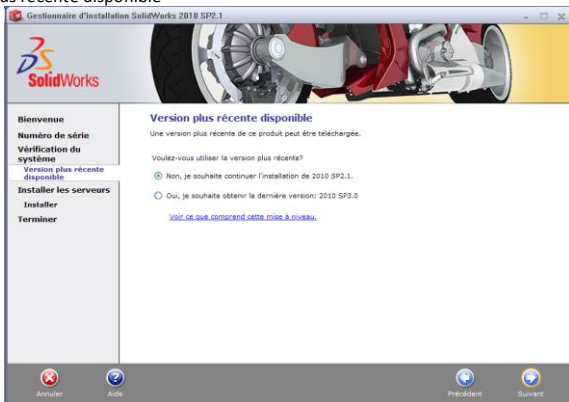 us récente disponible
Gestionnaire d'installation SolidWorks 2010 SP2.1
SolidWorks
Bienvenue
Numéro de série
Vérification du
système
Version plus récente
disponible
Installer les serveurs
Installer
Terminer
Version plus récente disponible
Une version plus récente de ce produit peut être téléchargée.
Voulez-vous utiliser la version plus récente?
Non, je souhaite continuer l'installation de 2010 SP2.1.
Oui, je souhaite obtenir la dernière version: 2010 SP3.0
Voir ce que comprend cette mise à niveau.
Annuler
Aide
Précédent
Suivant